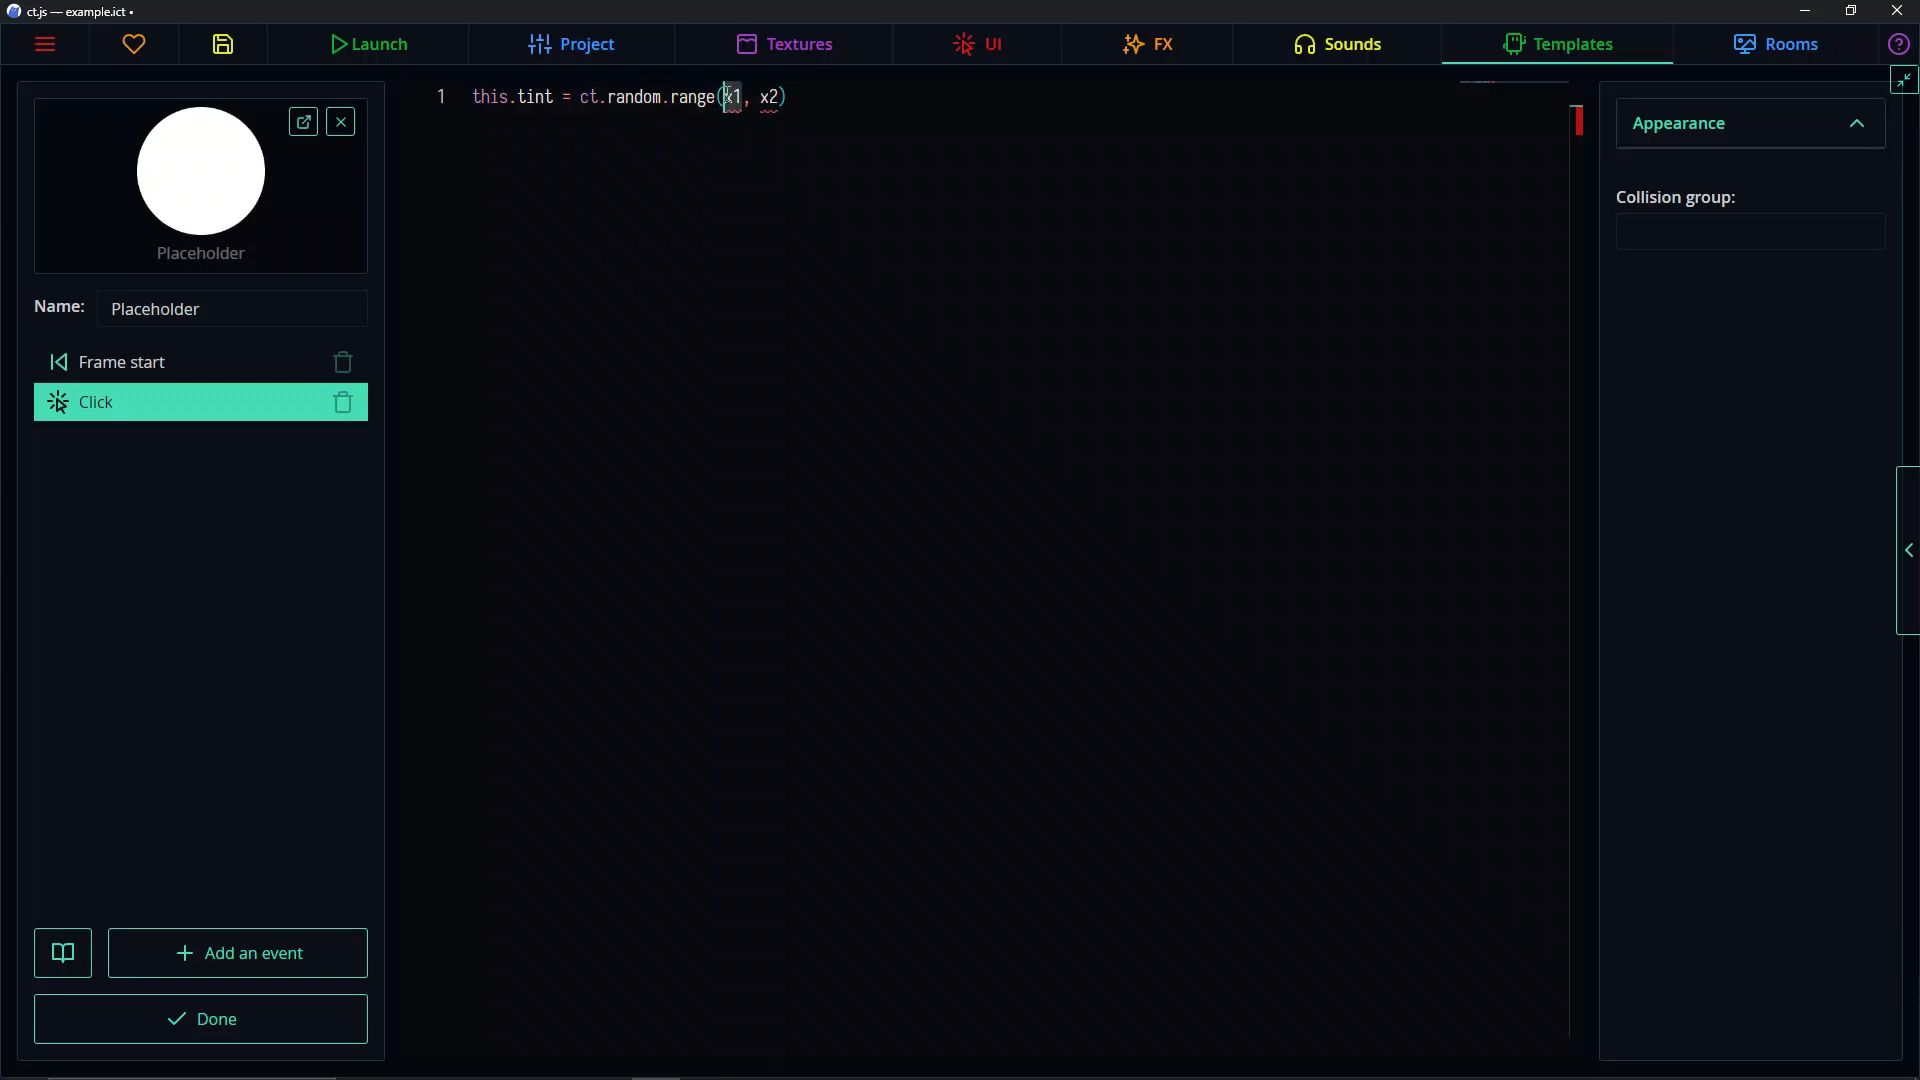 ct.js — example.ict •
Launch
Project
Textures
UI
FX
Sounds
Templates
Rooms
Placeholder
Name: Placeholder
Frame start
Click
Add an event
Done
1 this.tint = ct.random.range(x1, x2)
Appearance
Collision group: